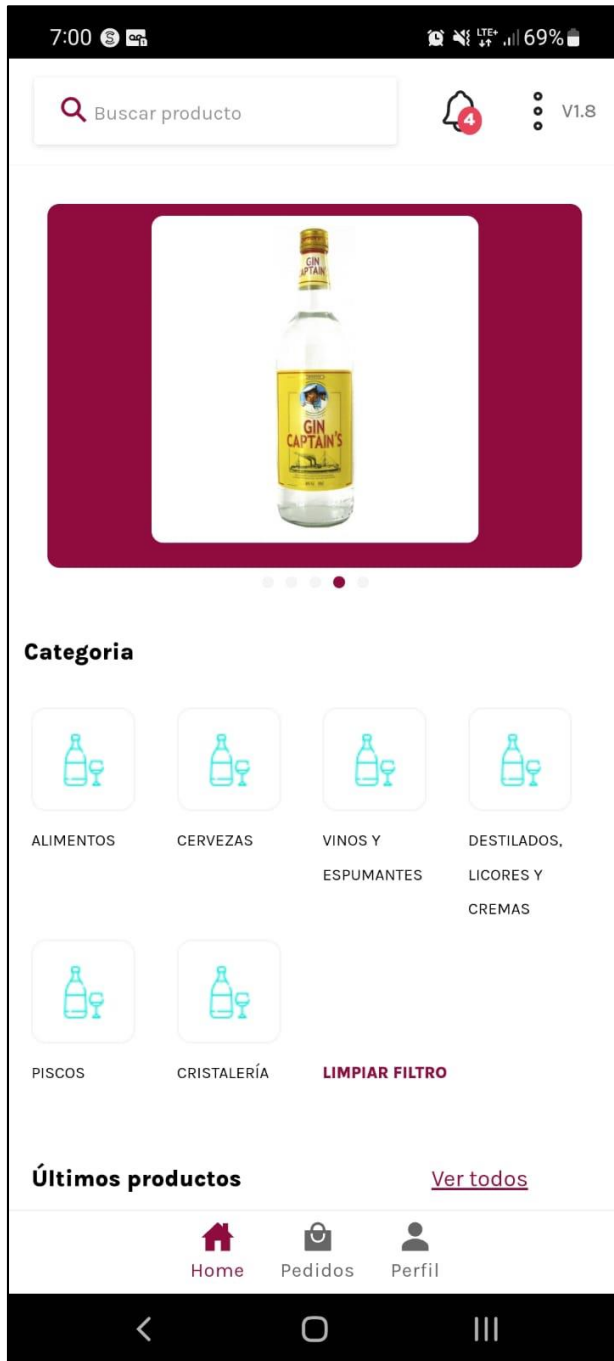 7:00
LTE+ 69%
Buscar producto
4
V1.8
GIN
CAPTAIN'S
GIN
CAPTAIN'S
Categoria
ALIMENTOS
CERVEZAS
VINOS Y
ESPUMANTES
DESTILADOS,
LICORES Y
CREMAS
PISCOS
CRISTALERÍA
LIMPIAR FILTRO
Últimos productos
Ver todos
Home
Pedidos
Perfil